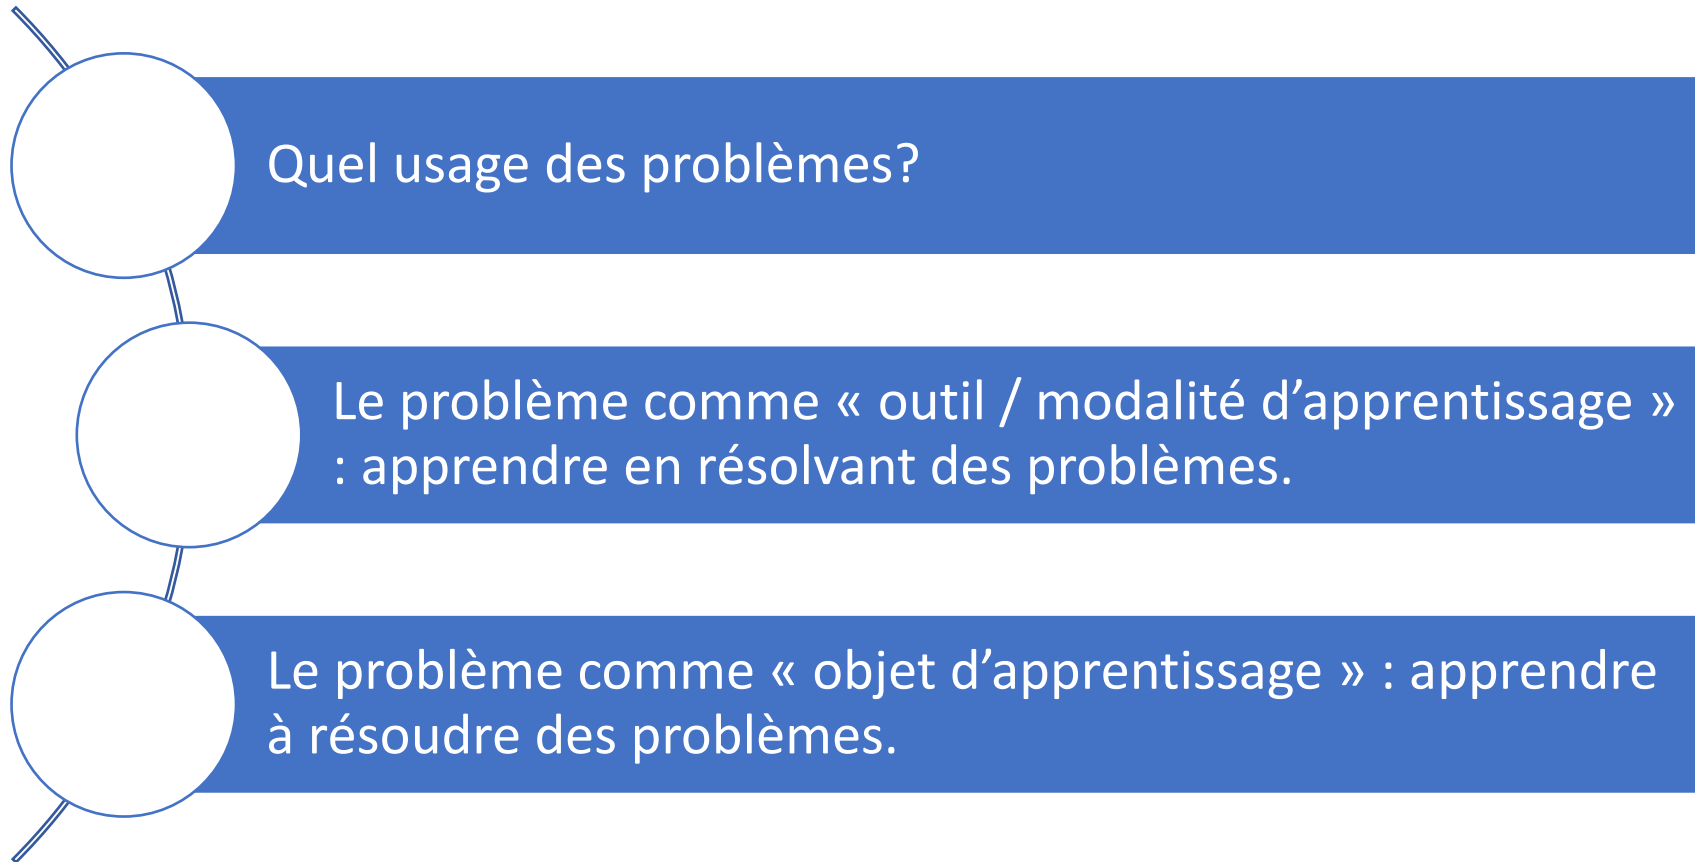 Quel usage des problèmes?
Le problème comme « outil / modalité d’apprentissage »
: apprendre en résolvant des problèmes.
Le problème comme « objet d’apprentissage » : apprendre
à résoudre des problèmes.